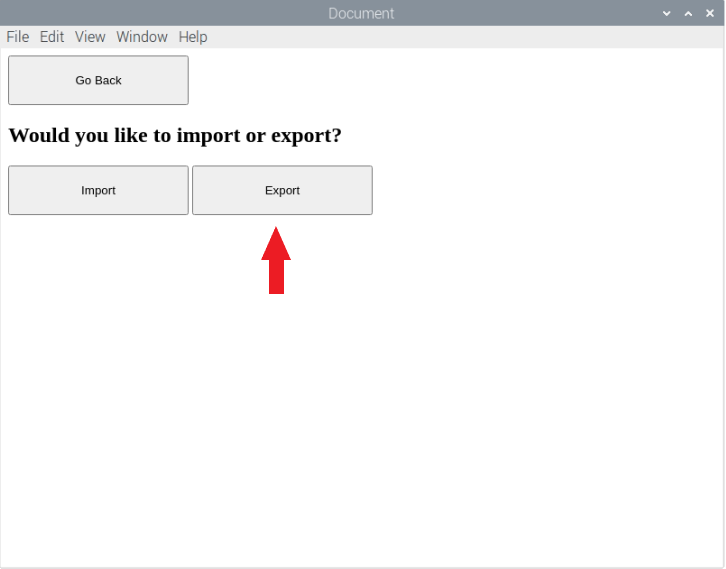 Document
File Edit View Window Help
Go Back
Would you like to import or export?
Import Export